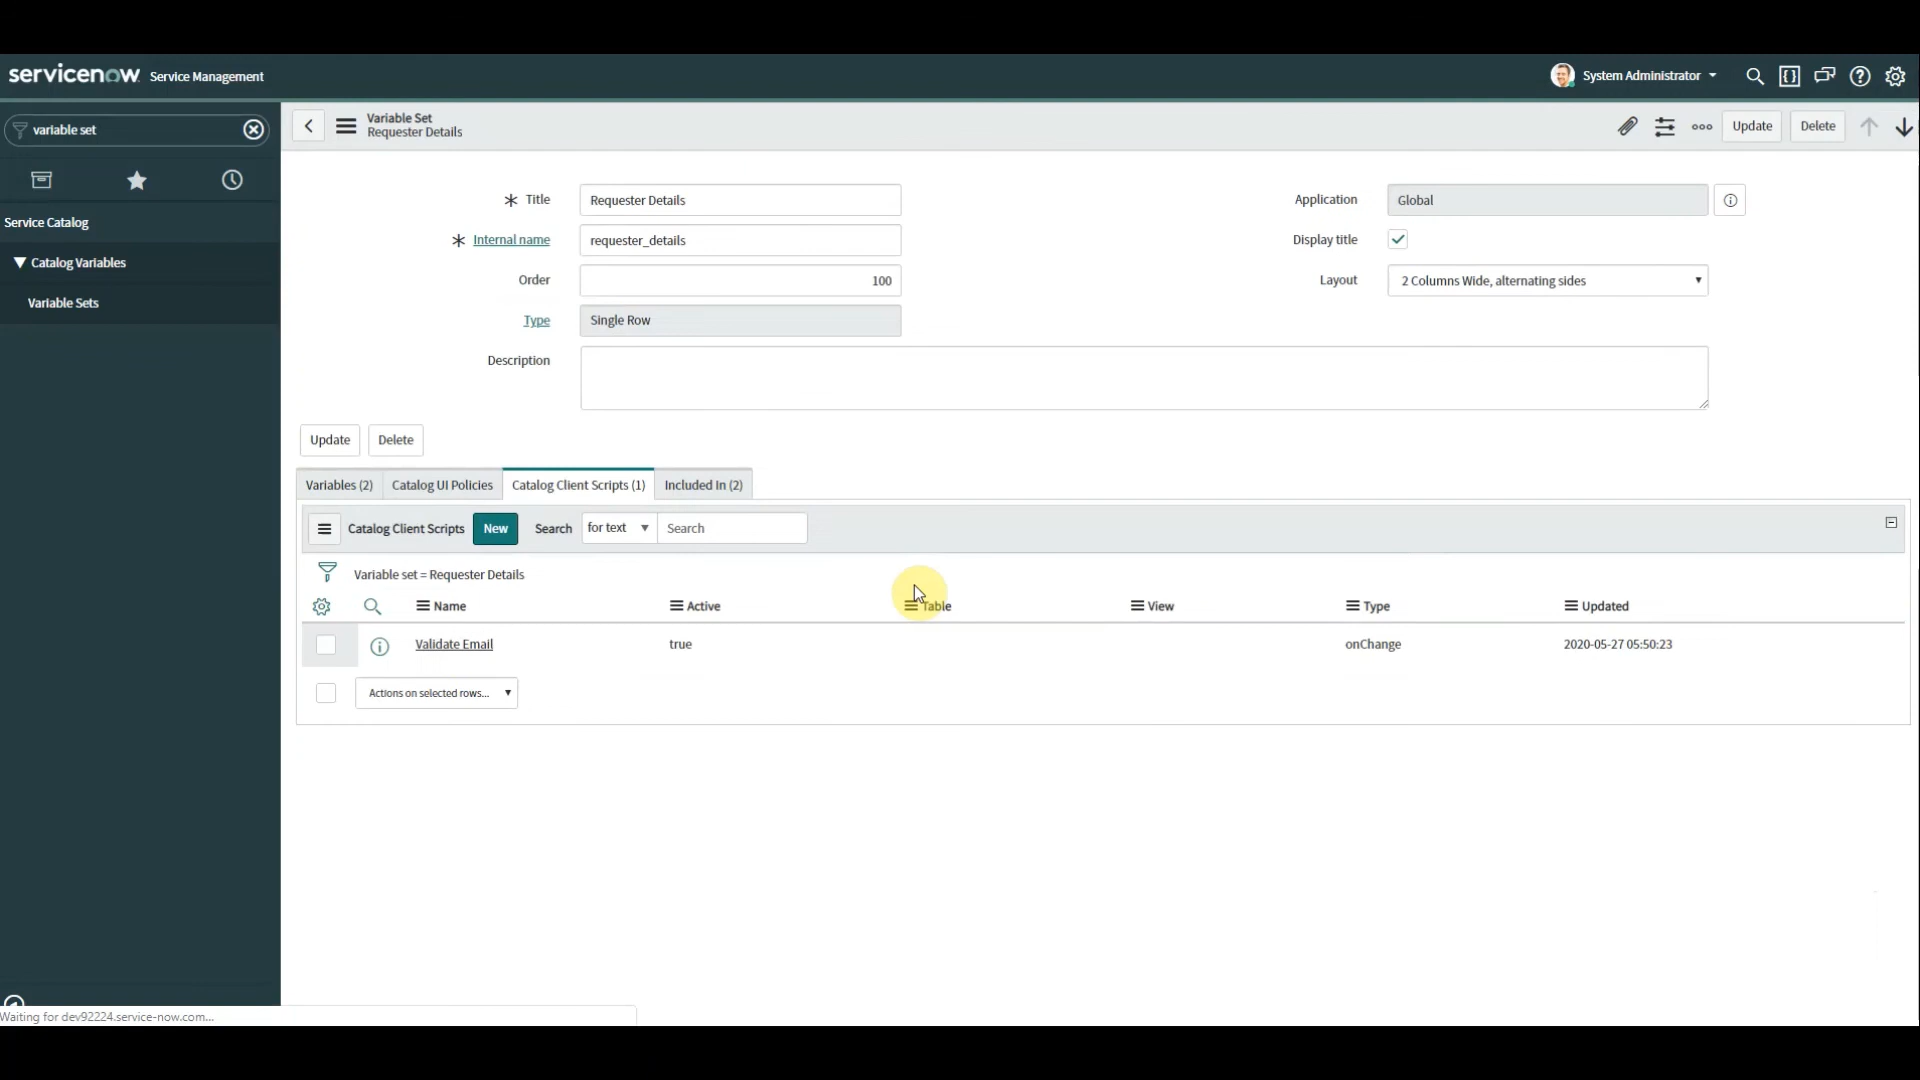 servicenow Service Management
System Administrator
variable set
Service Catalog
Catalog Variables
Variable Sets
Variable Set
Requester Details
Update
Delete
Title
Requester Details
Internal name
requester_details
Order
100
Type
Single Row
Description
Application
Global
Display title
Layout
2 Columns Wide, alternating sides
Update
Delete
Variables (2)
Catalog UI Policies
Catalog Client Scripts (1)
Included In (2)
Catalog Client Scripts
New
Search
for text
Search
Variable set = Requester Details
Name
Active
Table
View
Type
Updated
Validate Email
true
onChange
2020-05-27 05:50:23
Actions on selected rows...
Waiting for dev92224.service-now.com...